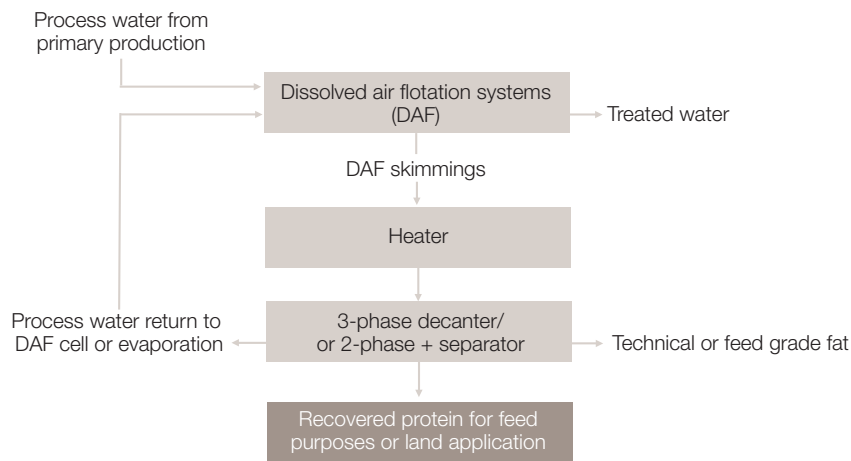 Process water from
primary production
Dissolved air flotation systems
(DAF)
Treated water
DAF skimmings
Heater
Process water return to
DAF cell or evaporation
3-phase decanter/
or 2-phase + separator
Technical or feed grade fat
Recovered protein for feed
purposes or land application